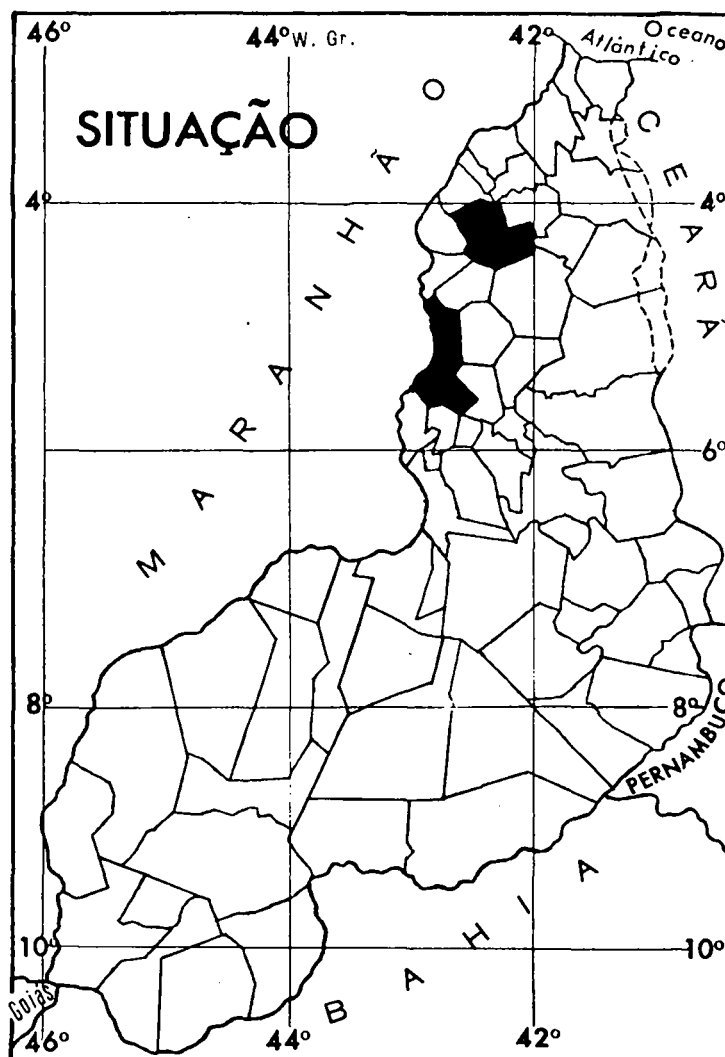 46° 44° W. Gr. 42° Oceano
Atlântico
SITUAÇÃO
MARANHÃO
CEARÁ
4° 4°
6°
8° 8°
PERNAMBUCO
10° 10°
BAHIA
Goiás
46° 44° 42°